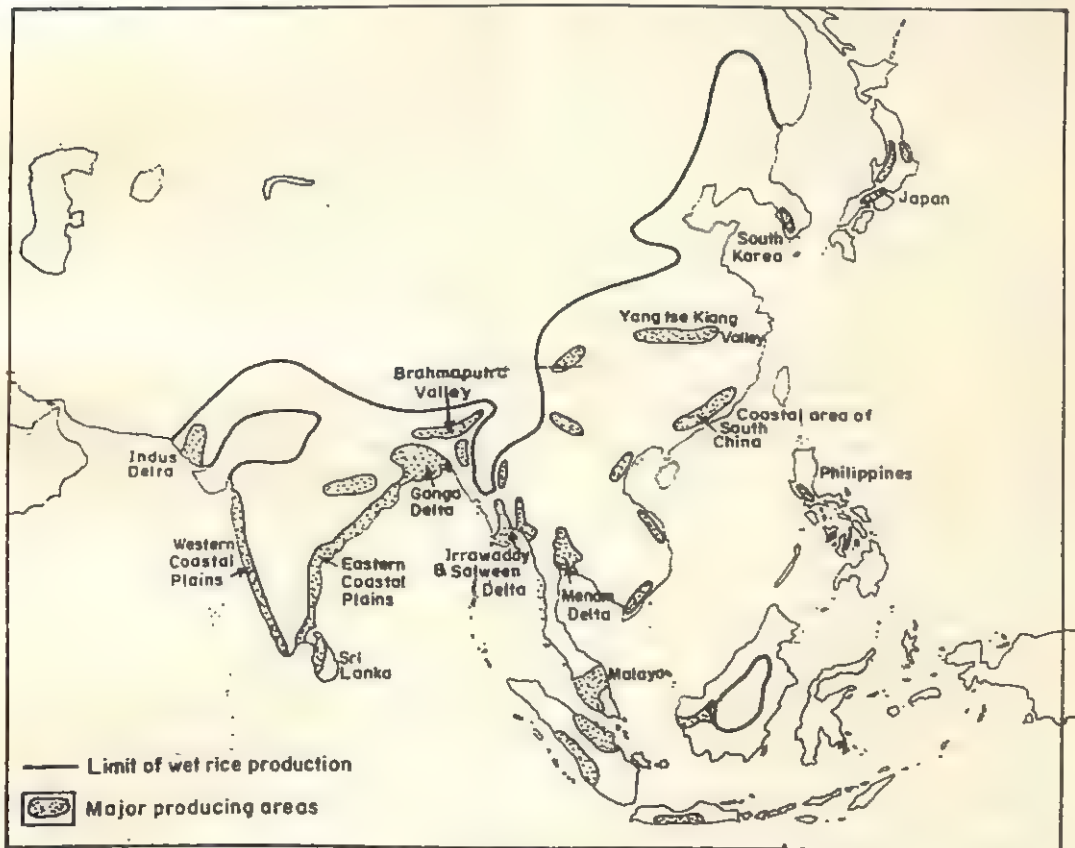 Japan
South
Korea
Yang tse Kiang
Valley
Brahmaputra
Valley
Coastal area of
South
China
Indus
Delta
Ganga
Delta
Philippines
Western
Coastal
Plains
Eastern
Coastal
Plains
Irrawaddy
& Salween
Delta
Menam
Delta
Sri
Lanka
Malaya
Limit of wet rice production
Major producing areas